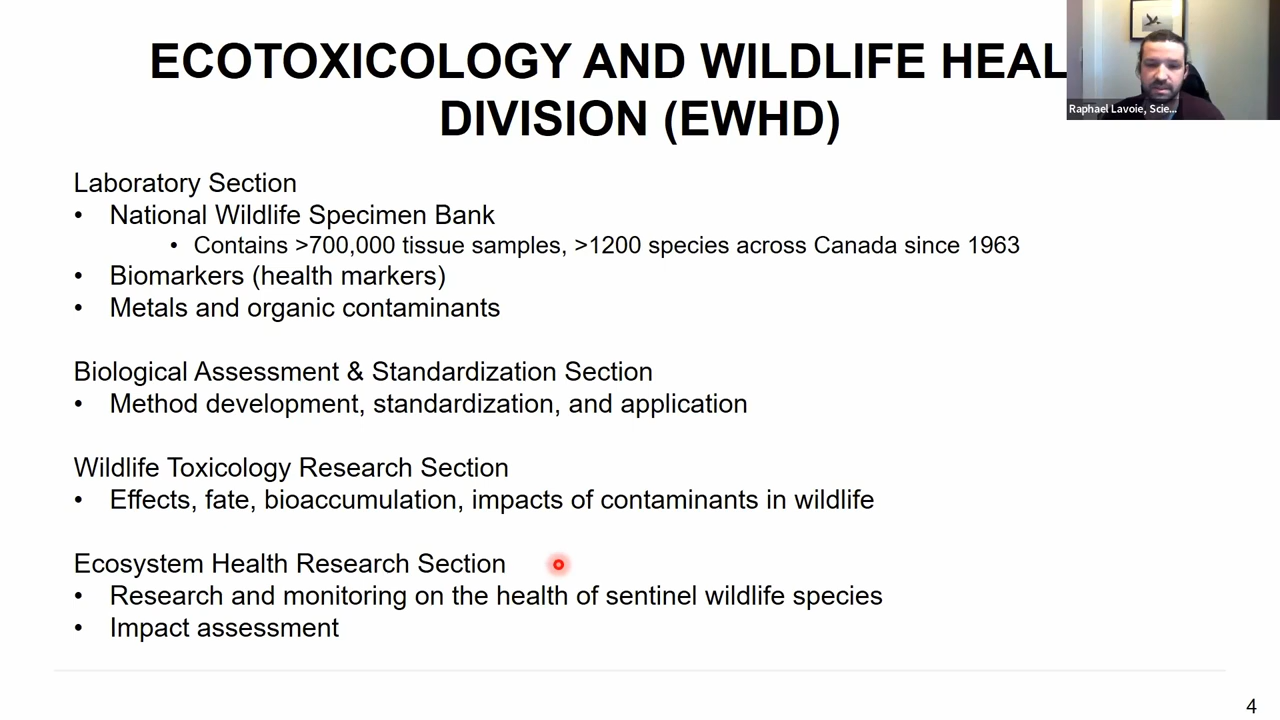 ECOTOXICOLOGY AND WILDLIFE HEAL
DIVISION (EWHD)
Raphael Lavoie, Scie...
Laboratory Section
• National Wildlife Specimen Bank
• Contains >700,000 tissue samples, >1200 species across Canada since 1963
• Biomarkers (health markers)
• Metals and organic contaminants
Biological Assessment & Standardization Section
• Method development, standardization, and application
Wildlife Toxicology Research Section
• Effects, fate, bioaccumulation, impacts of contaminants in wildlife
Ecosystem Health Research Section
• Research and monitoring on the health of sentinel wildlife species
• Impact assessment
4